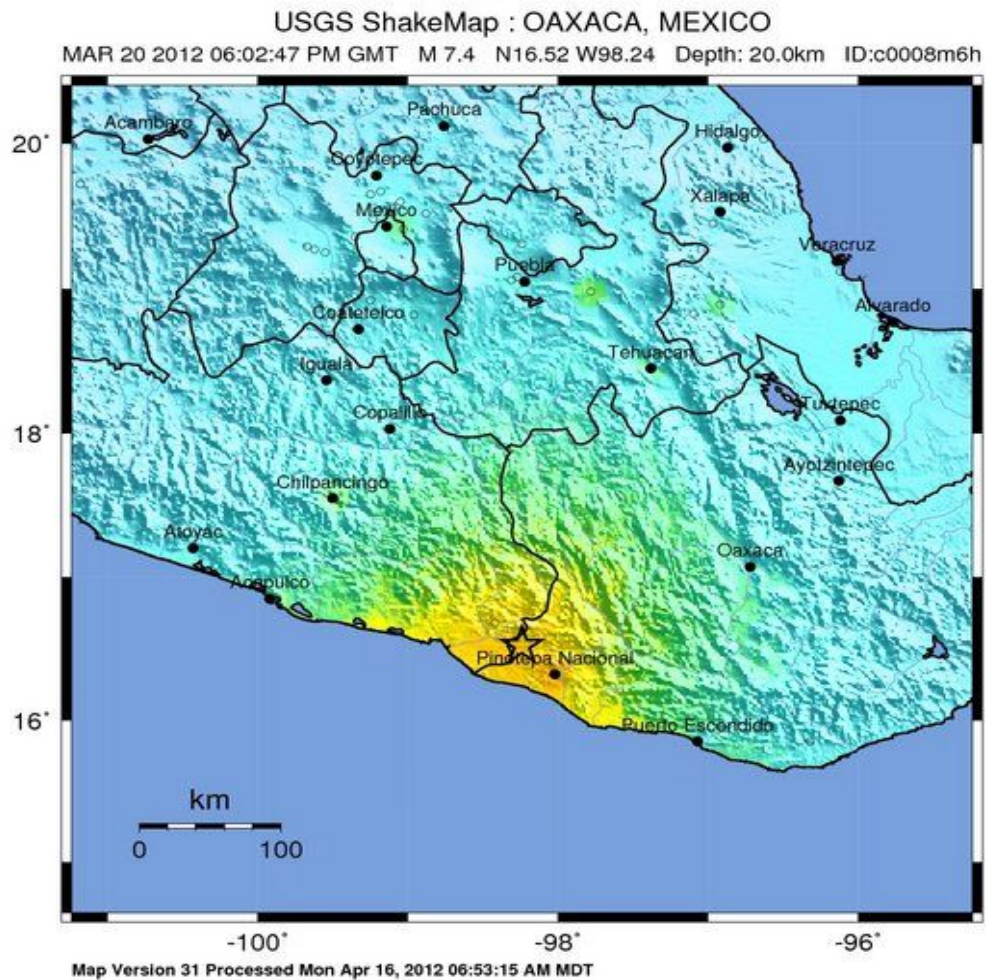 USGS ShakeMap : OAXACA, MEXICO
MAR 20 2012 06:02:47 PM GMT M 7.4 N16.52 W98.24 Depth: 20.0km ID:c0008m6h
Pachuca
Acambaro
Hidalgo
20°
Coyotepec
Xalapa
Mexico
Veracruz
Puebla
Alvarado
Coatetelco
Tehuacan
Iguala
Tuxtepec
Copalillo
18°
Ayotzintepec
Chilpancingo
Atoyac
Oaxaca
Acapulco
Pinotepa Nacional
16°
Puerto Escondido
km
0 100
-100° -98° -96°
Map Version 31 Processed Mon Apr 16, 2012 06:53:15 AM MDT